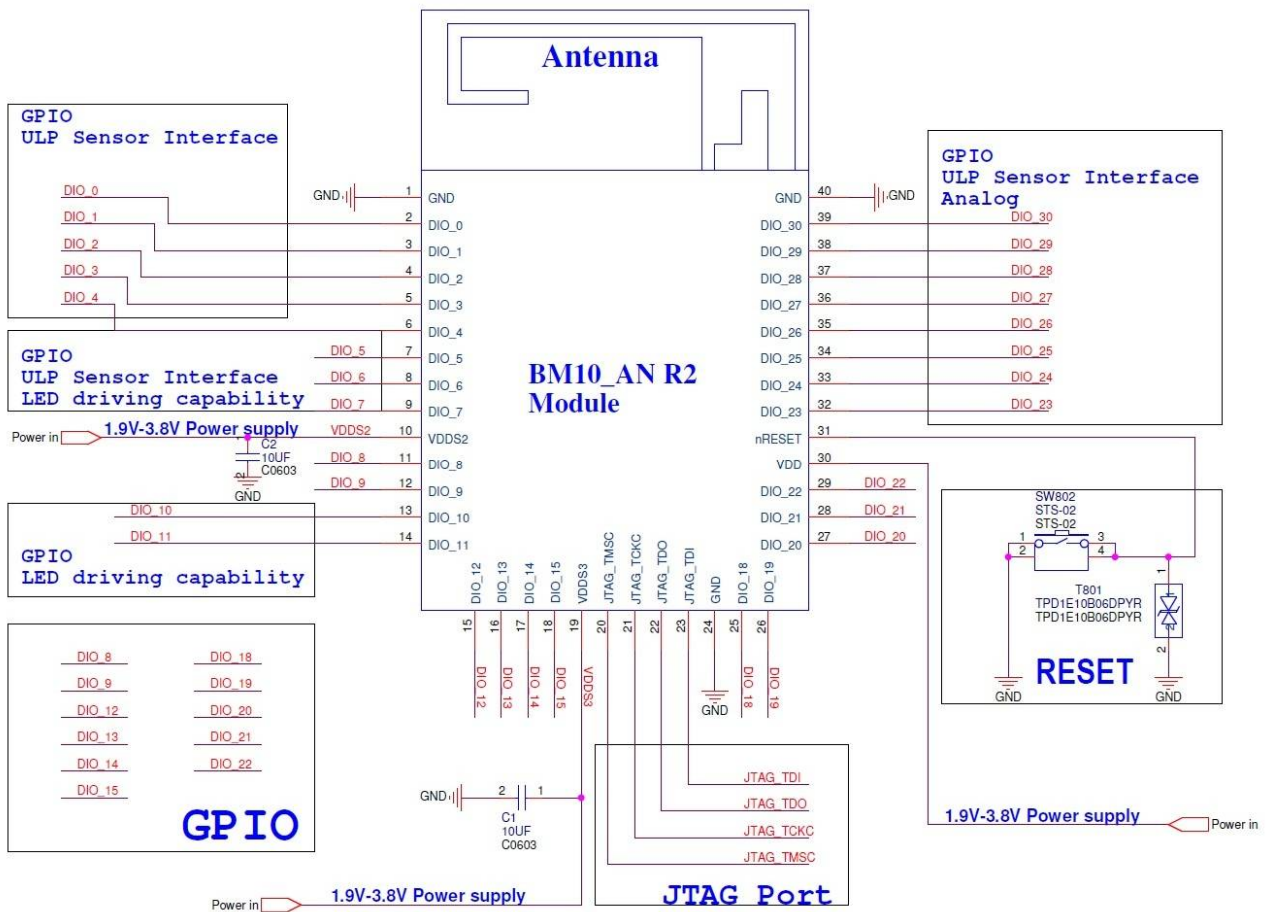 Antenna
GPIO
ULP Sensor Interface
DIO_0
DIO_1
DIO_2
DIO_3
DIO_4
GPIO
ULP Sensor Interface
LED driving capability
DIO_5
DIO_6
DIO_7
Power in
1.9V-3.8V Power supply
VDDS2
1
C2
10UF
C0603
2
GND
DIO_8
DIO_9
DIO_10
DIO_11
GPIO
LED driving capability
DIO_8
DIO_9
DIO_12
DIO_13
DIO_14
DIO_15
DIO_18
DIO_19
DIO_20
DIO_21
DIO_22
GPIO
GND
1 GND
2 DIO_0
3 DIO_1
4 DIO_2
5 DIO_3
6 DIO_4
7 DIO_5
8 DIO_6
9 DIO_7
10 VDDS2
11 DIO_8
12 DIO_9
13 DIO_10
14 DIO_11
BM10_AN R2
Module
DIO_12 15
DIO_13 16
DIO_14 17
DIO_15 18
VDDS3 19
JTAG_TMSC 20
JTAG_TCKC 21
JTAG_TDO 22
JTAG_TDI 23
GND 24
DIO_18 25
DIO_19 26
DIO_12
DIO_13
DIO_14
DIO_15
VDDS3
GND
DIO_18
DIO_19
GND 40
DIO_30 39
DIO_29 38
DIO_28 37
DIO_27 36
DIO_26 35
DIO_25 34
DIO_24 33
DIO_23 32
nRESET 31
VDD 30
DIO_22 29
DIO_21 28
DIO_20 27
GND
DIO_22
DIO_21
DIO_20
GPIO
ULP Sensor Interface
Analog
DIO_30
DIO_29
DIO_28
DIO_27
DIO_26
DIO_25
DIO_24
DIO_23
SW802
STS-02
STS-02
1 3
2 4
1
T801
TPD1E10B06DPYR
TPD1E10B06DPYR
2
RESET
GND
GND
GND 2 1
C1
10UF
C0603
JTAG_TDI
JTAG_TDO
JTAG_TCKC
JTAG_TMSC
JTAG Port
1.9V-3.8V Power supply
Power in
Power in
1.9V-3.8V Power supply